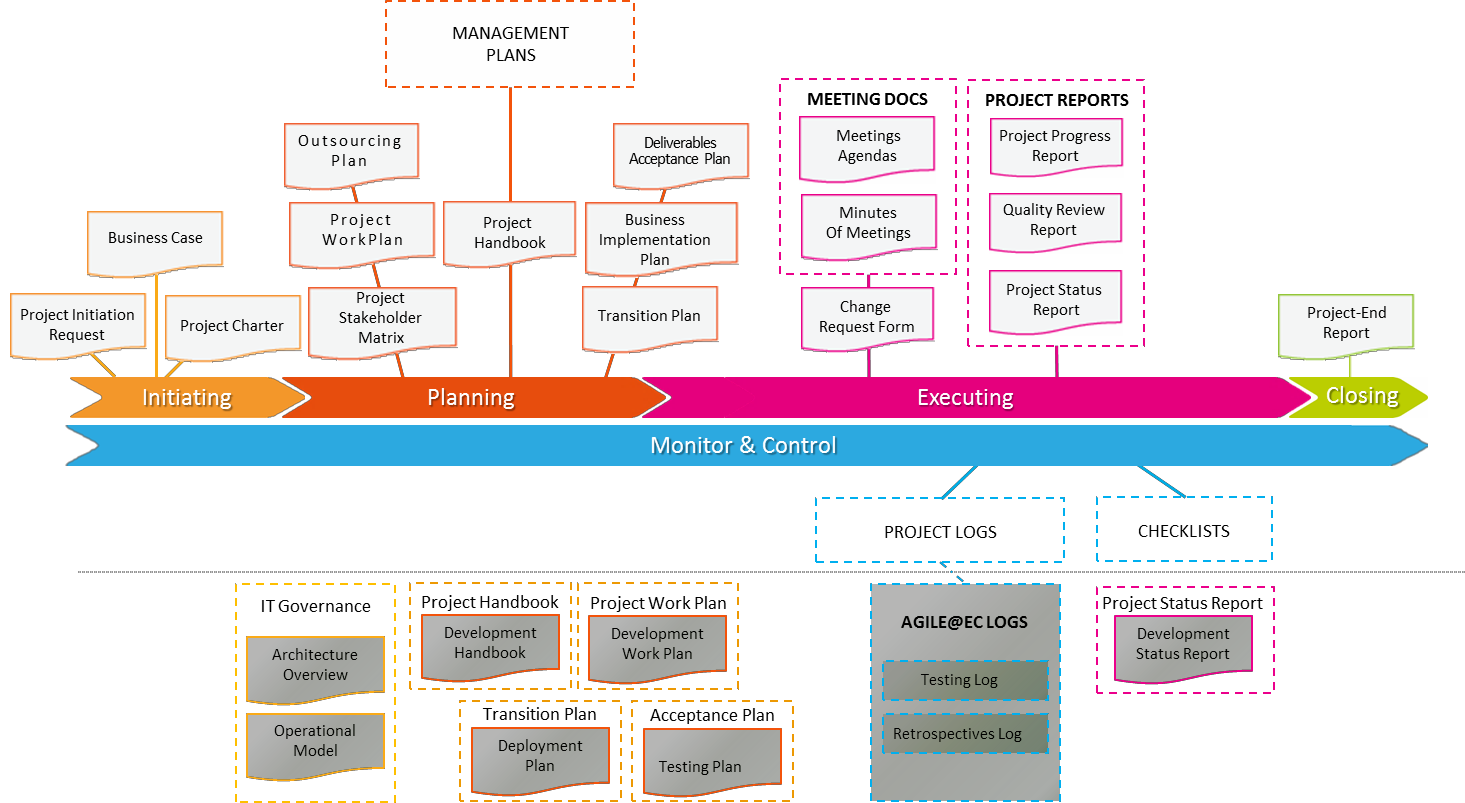 MANAGEMENT
PLANS
MEETING DOCS
Meetings
Agendas
Minutes
Of Meetings
Change
Request Form
PROJECT REPORTS
Project Progress
Report
Quality Review
Report
Project Status
Report
Outsourcing
Plan
Project
WorkPlan
Project
Stakeholder
Matrix
Project
Handbook
Deliverables
Acceptance Plan
Business
Implementation
Plan
Transition Plan
Business Case
Project Initiation
Request
Project Charter
Project-End
Report
Initiating
Planning
Executing
Closing
Monitor & Control
PROJECT LOGS
CHECKLISTS
IT Governance
Architecture
Overview
Operational
Model
Project Handbook
Development
Handbook
Project Work Plan
Development
Work Plan
Transition Plan
Deployment
Plan
Acceptance Plan
Testing Plan
AGILE@EC LOGS
Testing Log
Retrospectives Log
Project Status Report
Development
Status Report